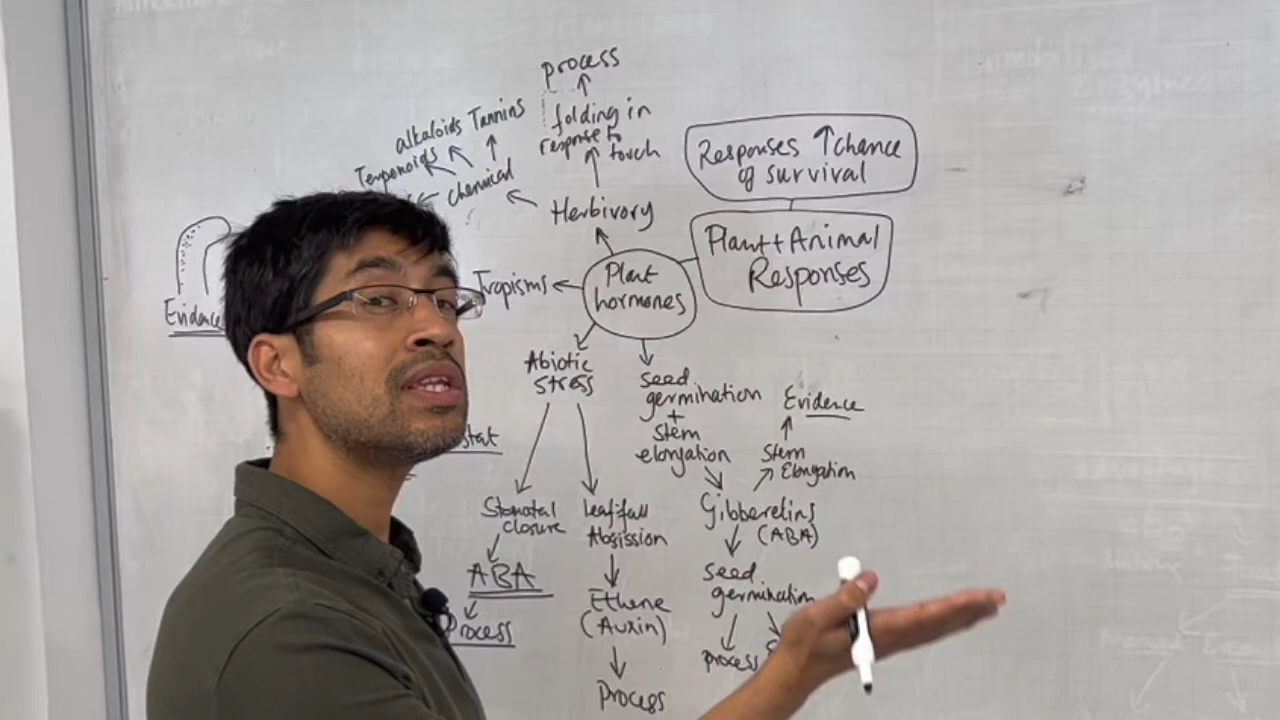 process
folding in
response to
touch
alkaloids Tannins
Terpenoids
chemical
Herbivory
Responses ↑ chance
of survival
Plant + Animal
Responses
Plant
hormones
Tropisms
Evidence
Abiotic
stress
seed
germination
+
Stem
elongation
Evidence
Stem
Elongation
Stomatal
closure
Leaf fall
Abscission
Gibberelins
(ABA)
ABA
Process
Ethene
(Auxin)
Process
seed
germination
process